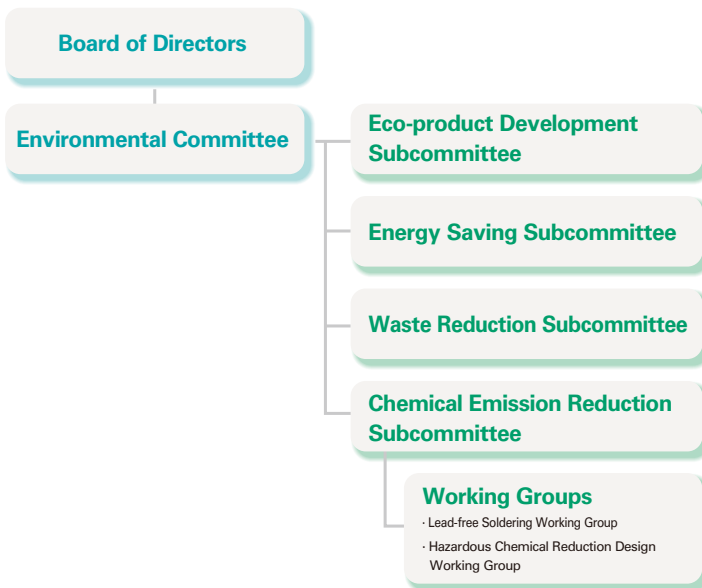 Board of Directors
Environmental Committee
Eco-product Development
Subcommittee
Energy Saving Subcommittee
Waste Reduction Subcommittee
Chemical Emission Reduction
Subcommittee
Working Groups
· Lead-free Soldering Working Group
· Hazardous Chemical Reduction Design
Working Group